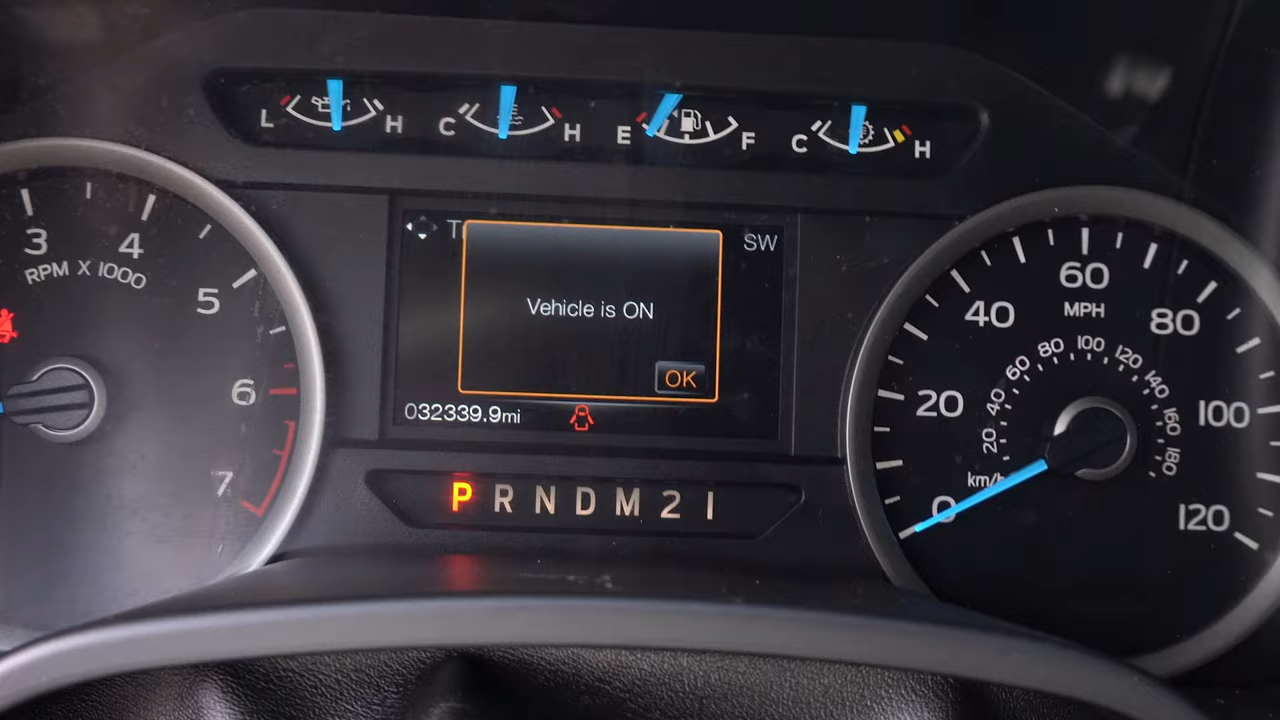 L H
C H
E F
C H
3
4
5
6
7
RPM X 1000
SW
Vehicle is ON
OK
032339.9mi
P R N D M 2 1
0
20
40
60
80
100
120
MPH
km/h
20
40
60
80
100
120
140
160
180